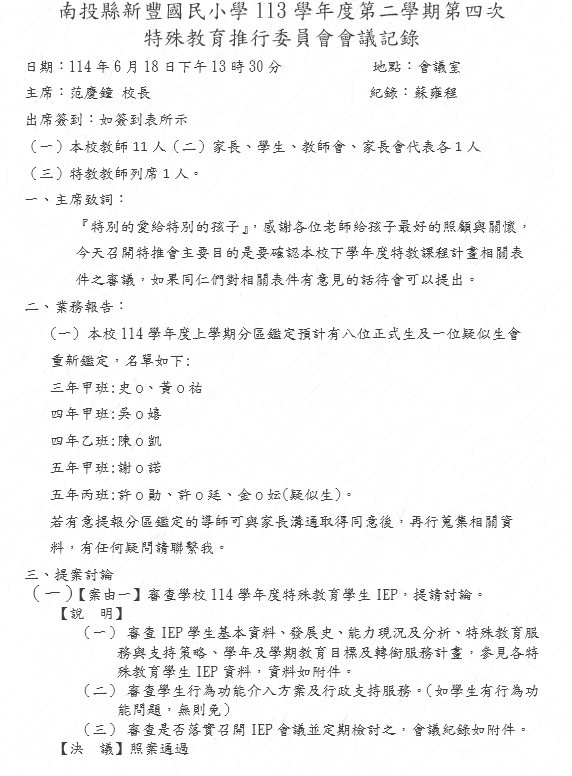 南投縣新豐國民小學 113 學年度第二學期第四次
特殊教育推行委員會會議記錄
日期：114 年 6 月 18 日下午 13 時 30 分 地點：會議室
主席：范慶鐘 校長 紀錄：蘇雍程
出席簽到：如簽到表所示
（一）本校教師 11 人（二）家長、學生、教師會、家長會代表各 1 人
（三）特教教師列席 1 人。
一、主席致詞：
『特別的愛給特別的孩子』，感謝各位老師給孩子最好的照顧與關懷，
今天召開特推會主要目的是要確認本校下學年度特教課程計畫相關表
件之審議，如果同仁們對相關表件有意見的話待會可以提出。
二、業務報告：
（一）本校 114 學年度上學期分區鑑定預計有八位正式生及一位疑似生會
重新鑑定，名單如下:
三年甲班:史 o、黃 o 祐
四年甲班:吳 o 嬉
四年乙班:陳 o 凱
五年甲班:謝 o 諾
五年丙班:許 o 勛、許 o 廷、金 o 妘(疑似生)。
若有意提報分區鑑定的導師可與家長溝通取得同意後，再行蒐集相關資
料，有任何疑問請聯繫我。
三、提案討論
（一）【案由一】審查學校 114 學年度特殊教育學生 IEP，提請討論。
【說 明】
（一） 審查 IEP 學生基本資料、發展史、能力現況及分析、特殊教育服
務與支持策略、學年及學期教育目標及轉銜服務計畫，參見各特
殊教育學生 IEP 資料，資料如附件。
（二） 審查學生行為功能介入方案及行政支持服務。(如學生有行為功
能問題，無則免)
（三） 審查是否落實召開 IEP 會議並定期檢討之，會議紀錄如附件。
【決 議】照案通過